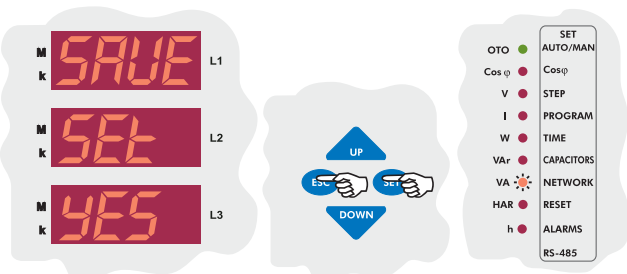 M
k
SAVE
L1
M
k
SEt
L2
M
k
YES
L3
UP
ESC
SET
DOWN
SET
OTO AUTO/MAN
Cos φ Cosφ
V STEP
I PROGRAM
W TIME
VAr CAPACITORS
VA NETWORK
HAR RESET
h ALARMS
RS-485